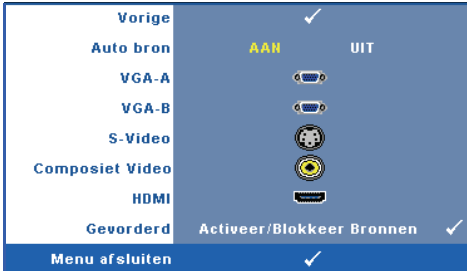 Vorige
Auto bron AAN UIT
VGA-A
VGA-B
S-Video
Composiet Video
HDMI
Gevorderd Activeer/Blokkeer Bronnen
Menu afsluiten